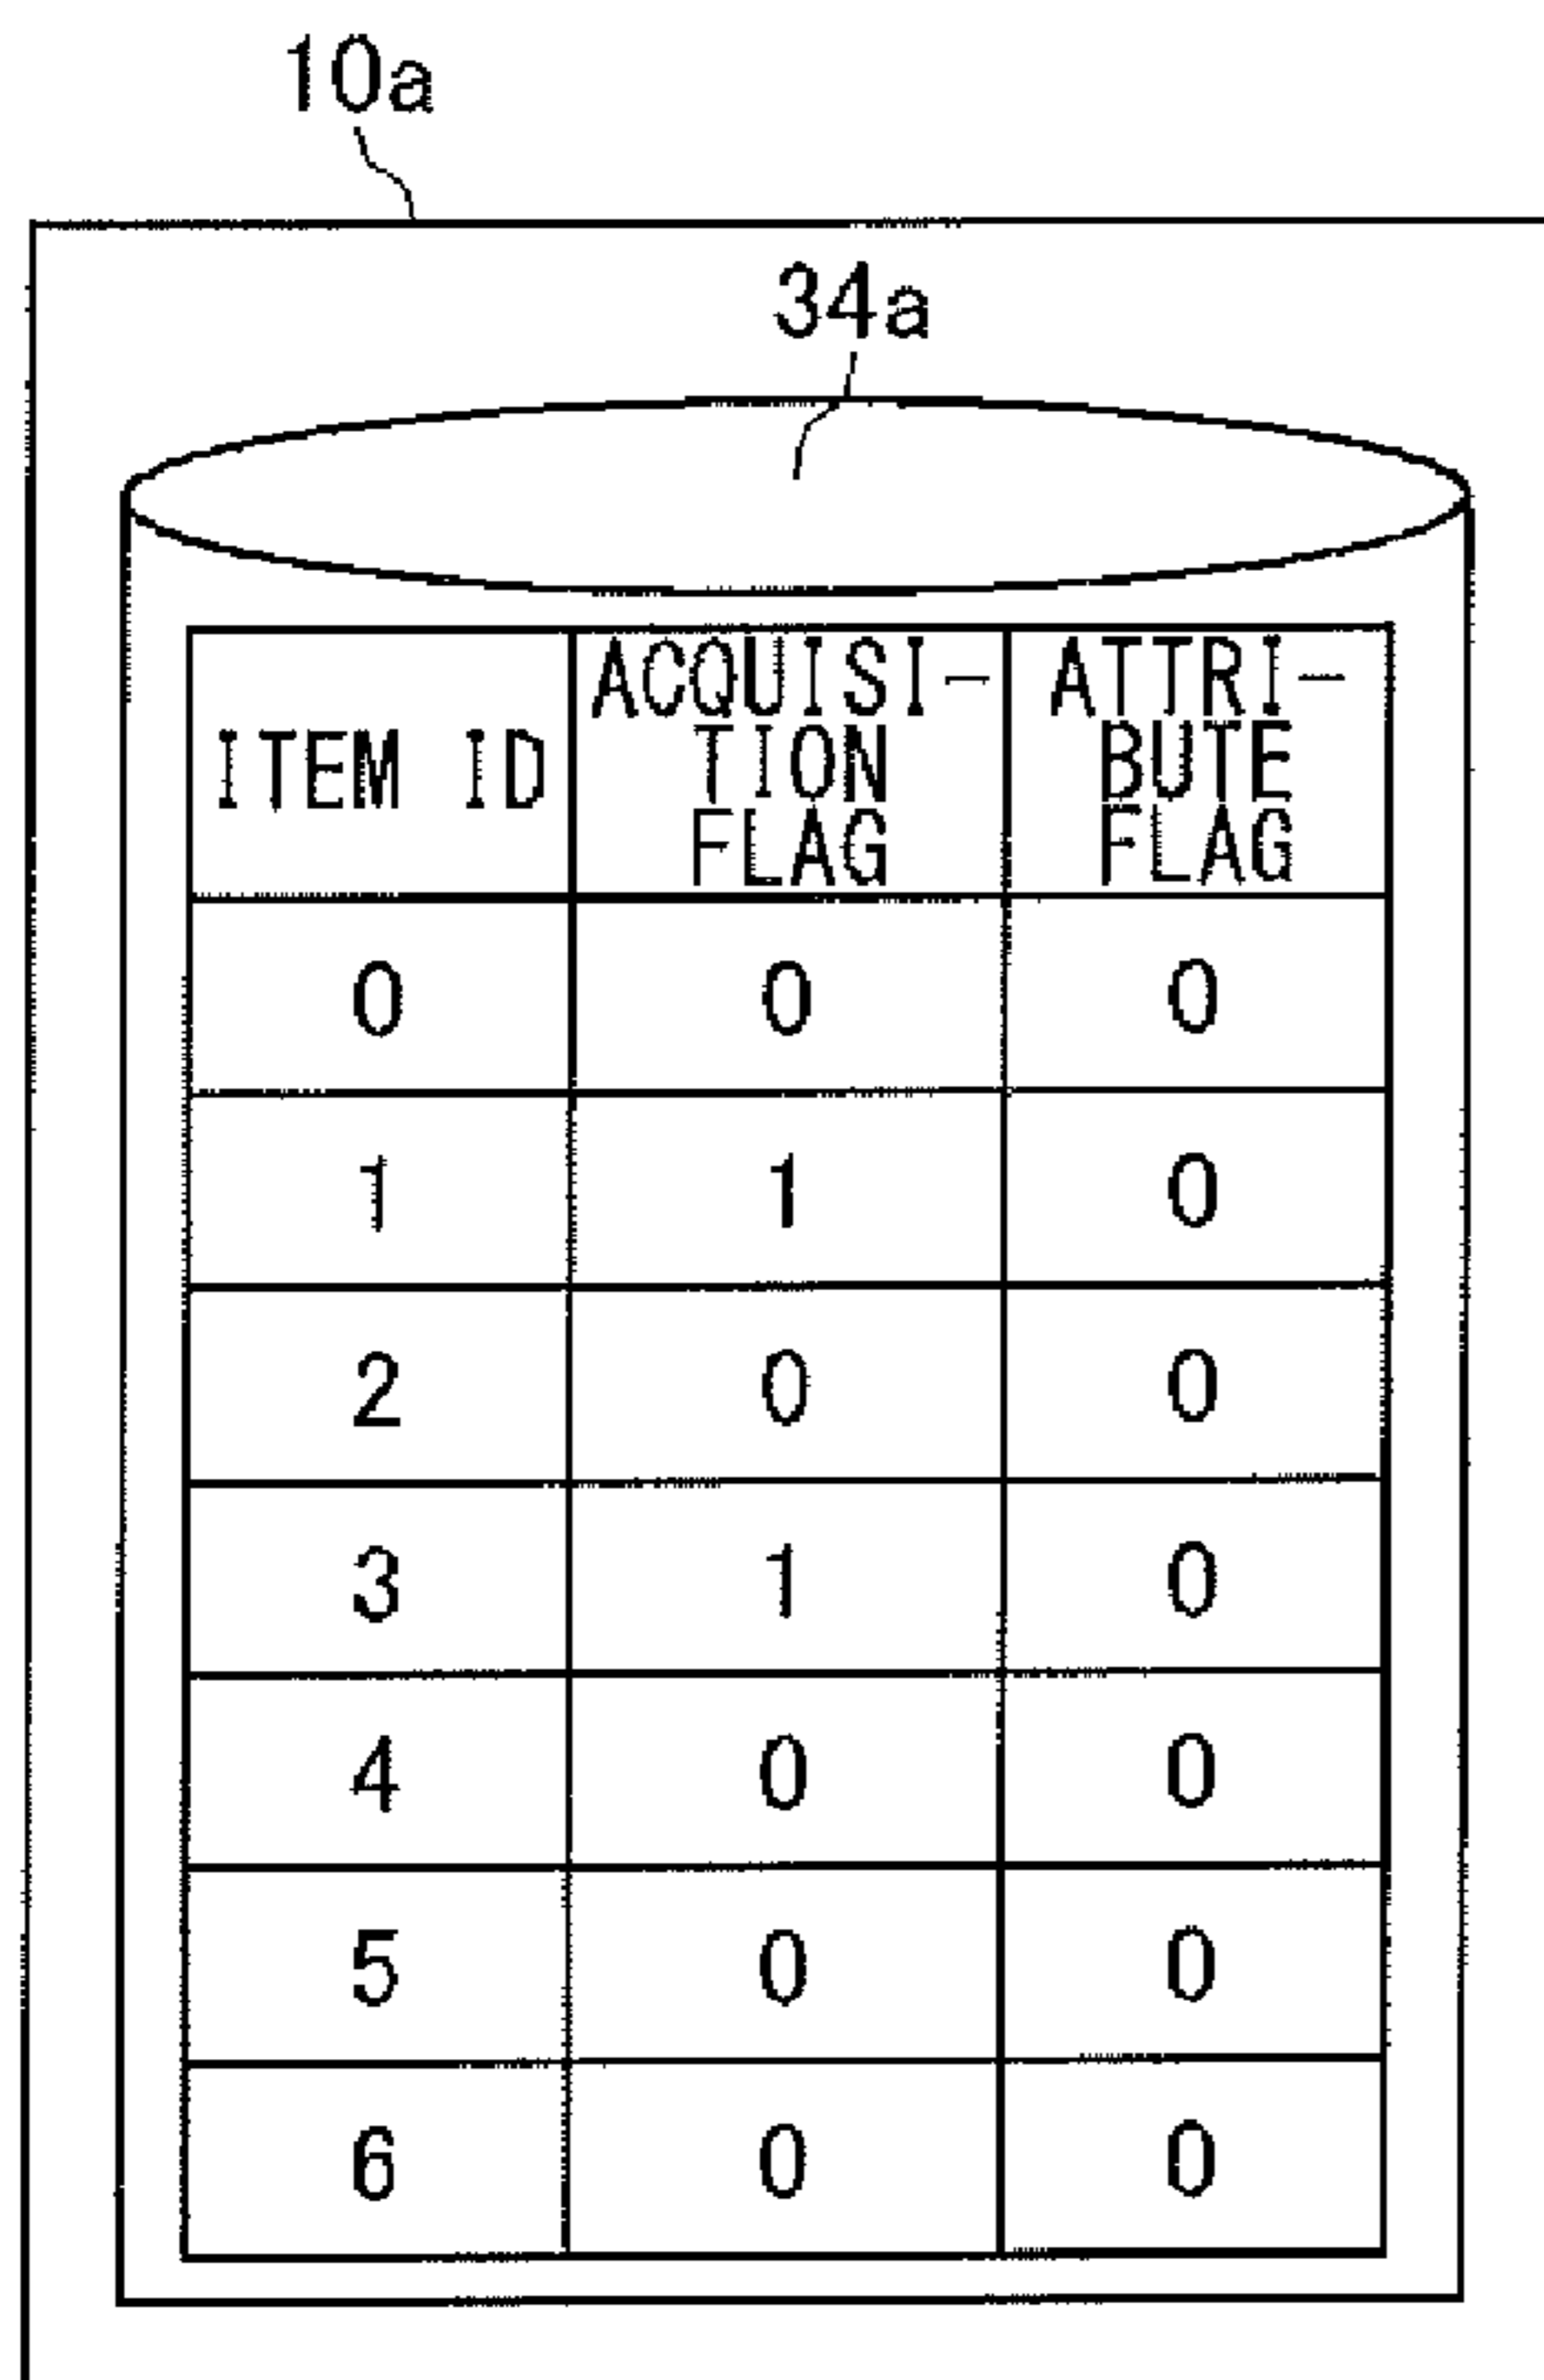 10a
34a
ITEM ID ACQUISI-
TION
FLAG ATTRI-
BUTE
FLAG
0 0 0
1 1 0
2 0 0
3 1 0
4 0 0
5 0 0
6 0 0